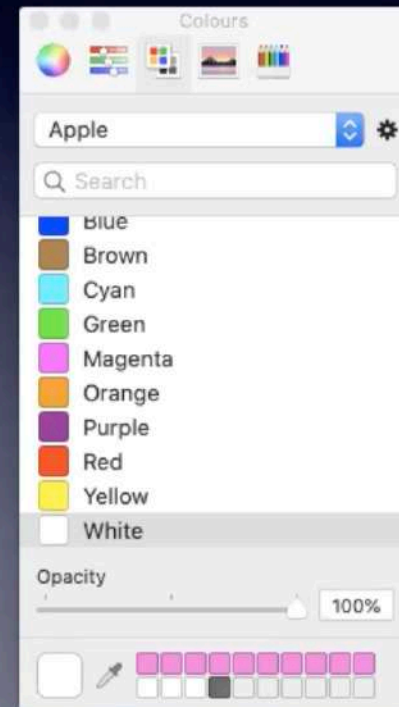 Colours
Apple
Search
Blue
Brown
Cyan
Green
Magenta
Orange
Purple
Red
Yellow
White
Opacity
100%